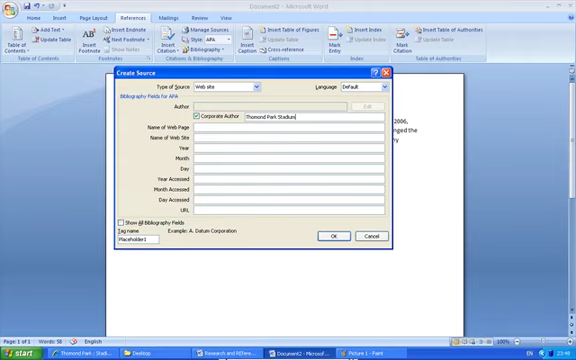 Document2 - Microsoft Word
Home Insert Page Layout References Mailings Review View
Table of Contents
Add Text
Update Table
Table of Contents
Insert Footnote
AB
Insert Endnote
Next Footnote
Show Notes
Footnotes
Insert Citation
Manage Sources
Style: APA
Bibliography
Citations & Bibliography
Insert Caption
Insert Table of Figures
Update Table
Cross-reference
Captions
Mark Entry
Insert Index
Update Index
Index
Mark Citation
Insert Table of Authorities
Update Table
Table of Authorities
Create Source
Type of Source Web site
Language Default
Bibliography Fields for APA
Author
Edit
Corporate Author Thomond Park Stadium
Name of Web Page
Name of Web Site
Year
Month
Day
Year Accessed
Month Accessed
Day Accessed
URL
Show All Bibliography Fields
Tag name
Example: A. Datum Corporation
Placeholder1
OK
Cancel
2006,
nged the
y
Page: 1 of 1 Words: 58 English 100%
start
Thomond Park : Stadi...
Desktop
Document2 - Microsof...
Picture 1 - Paint
EN
23:46